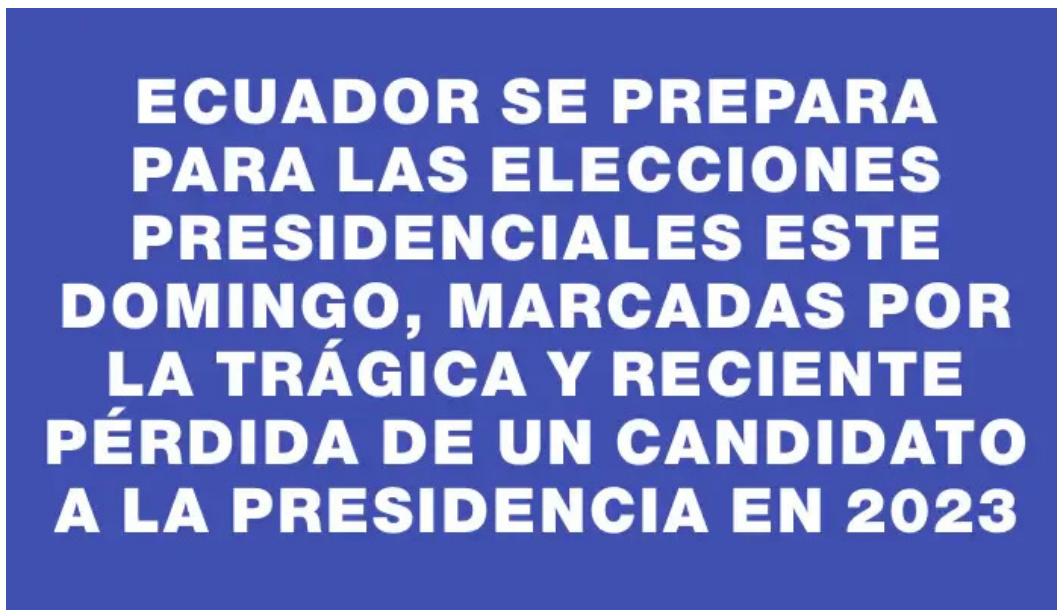 ECUADOR SE PREPARA
PARA LAS ELECCIONES
PRESIDENCIALES ESTE
DOMINGO, MARCADAS POR
LA TRÁGICA Y RECIENTE
PÉRDIDA DE UN CANDIDATO
A LA PRESIDENCIA EN 2023